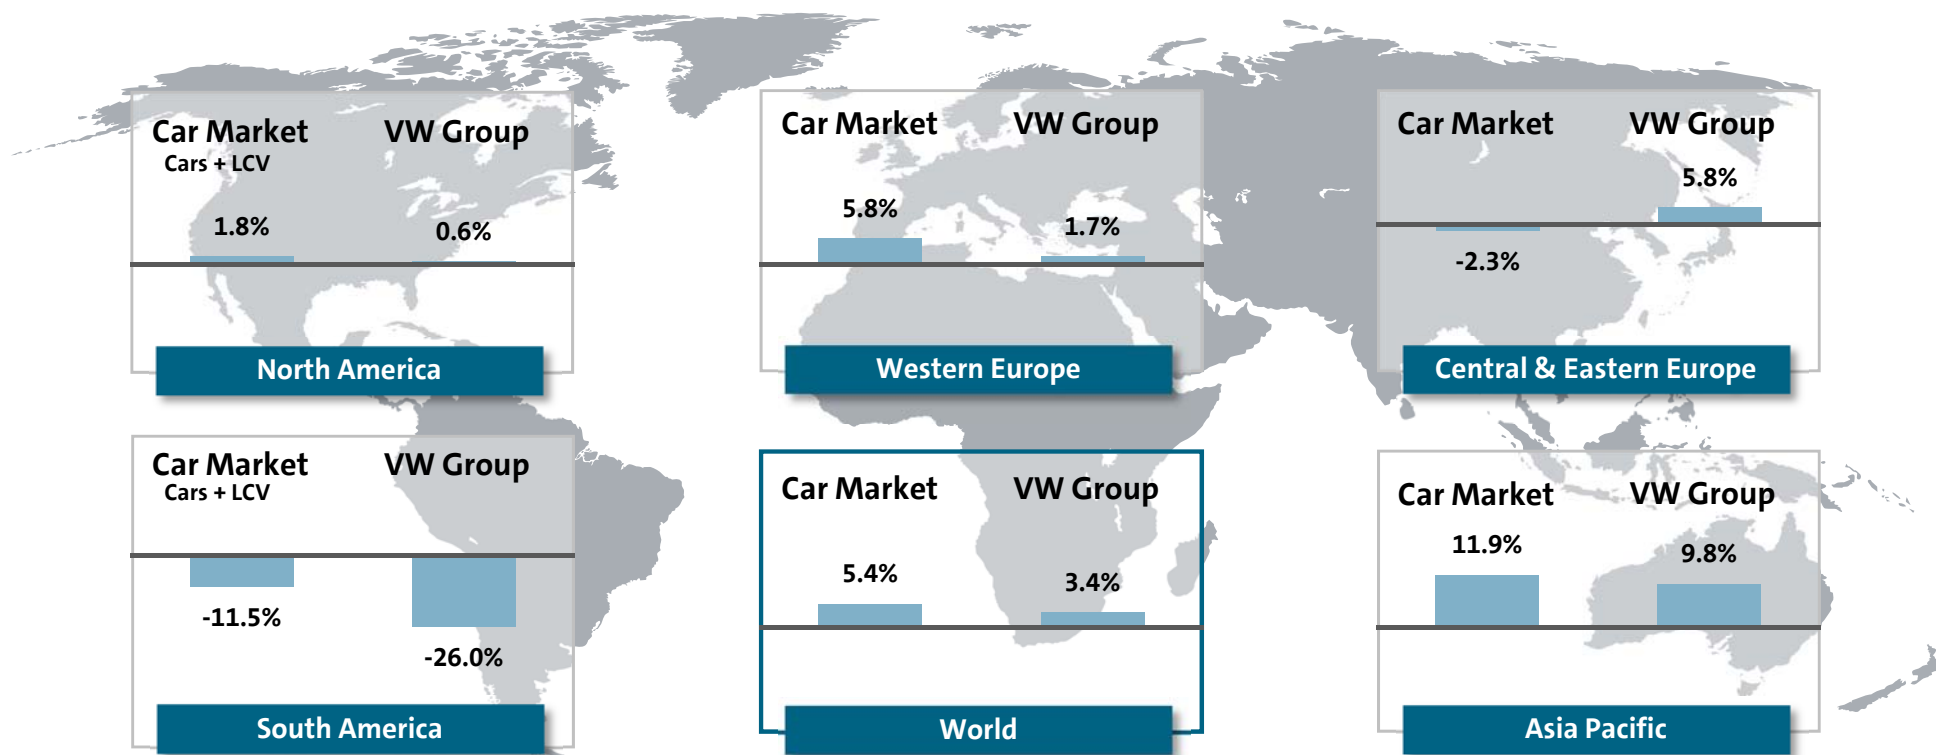 Car Market
Cars + LCV
VW Group
1.8%
0.6%
North America
Car Market
VW Group
5.8%
1.7%
Western Europe
Car Market
VW Group
5.8%
-2.3%
Central & Eastern Europe
Car Market
Cars + LCV
VW Group
-11.5%
-26.0%
South America
Car Market
VW Group
5.4%
3.4%
World
Car Market
VW Group
11.9%
9.8%
Asia Pacific